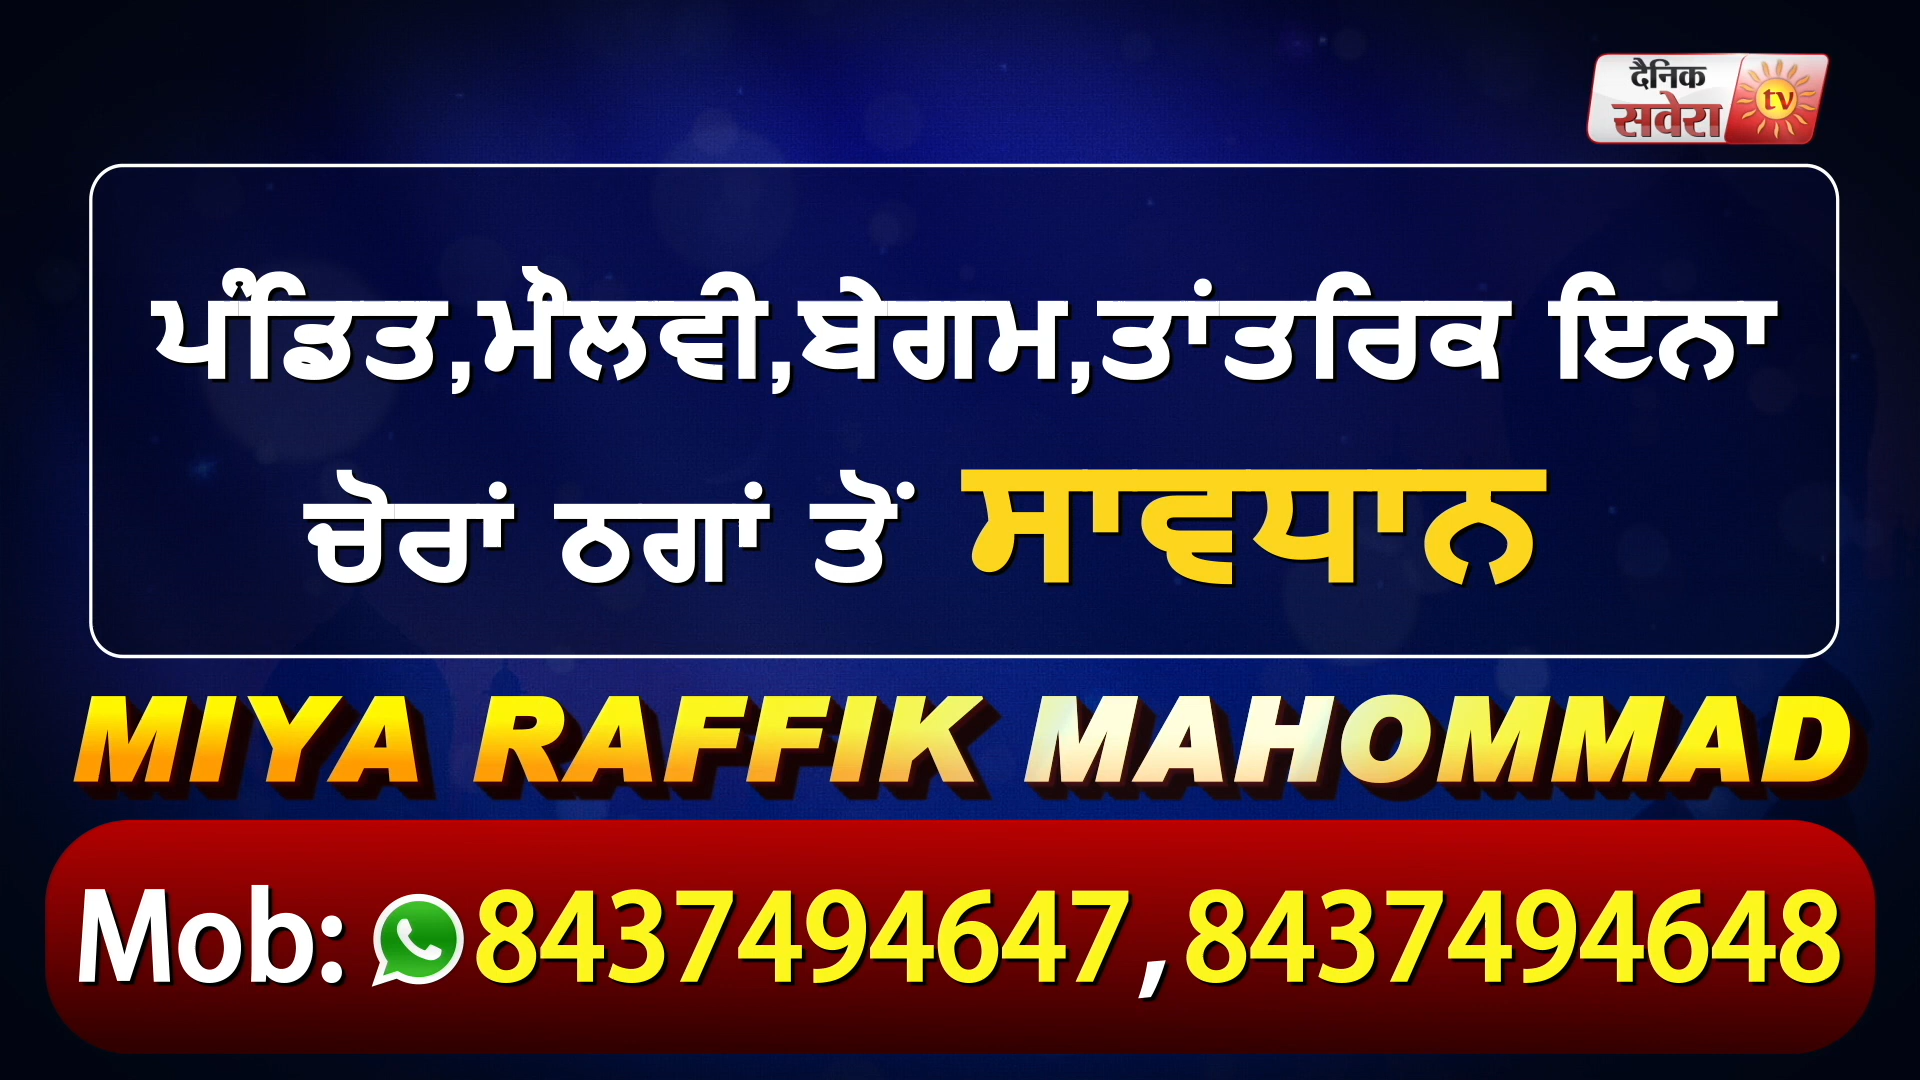 दैनिक
सवेरा tv
ਪੰਡਿਤ,ਮੌਲਵੀ,ਬੇਗਮ,ਤਾਂਤਰਿਕ ਇਨਾ
ਚੋਰਾਂ ਠਗਾਂ ਤੋਂ ਸਾਵਧਾਨ
MIYA RAFFIK MAHOMMAD
Mob: 8437494647, 8437494648